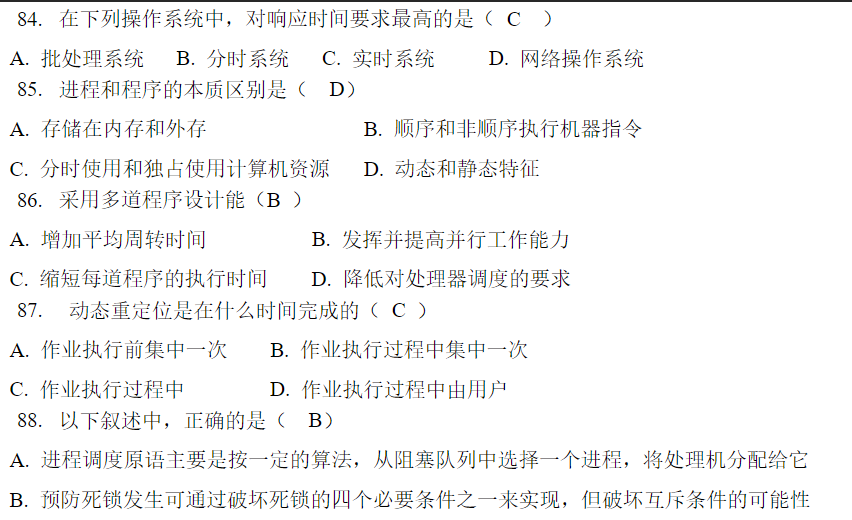 84. 在下列操作系统中，对响应时间要求最高的是（ C ）
A. 批处理系统 B. 分时系统 C. 实时系统 D. 网络操作系统
85. 进程和程序的本质区别是（ D）
A. 存储在内存和外存 B. 顺序和非顺序执行机器指令
C. 分时使用和独占使用计算机资源 D. 动态和静态特征
86. 采用多道程序设计能（B ）
A. 增加平均周转时间 B. 发挥并提高并行工作能力
C. 缩短每道程序的执行时间 D. 降低对处理器调度的要求
87. 动态重定位是在什么时间完成的（ C ）
A. 作业执行前集中一次 B. 作业执行过程中集中一次
C. 作业执行过程中 D. 作业执行过程中由用户
88. 以下叙述中，正确的是（ B）
A. 进程调度原语主要是按一定的算法，从阻塞队列中选择一个进程，将处理机分配给它
B. 预防死锁发生可通过破坏死锁的四个必要条件之一来实现，但破坏互斥条件的可能性